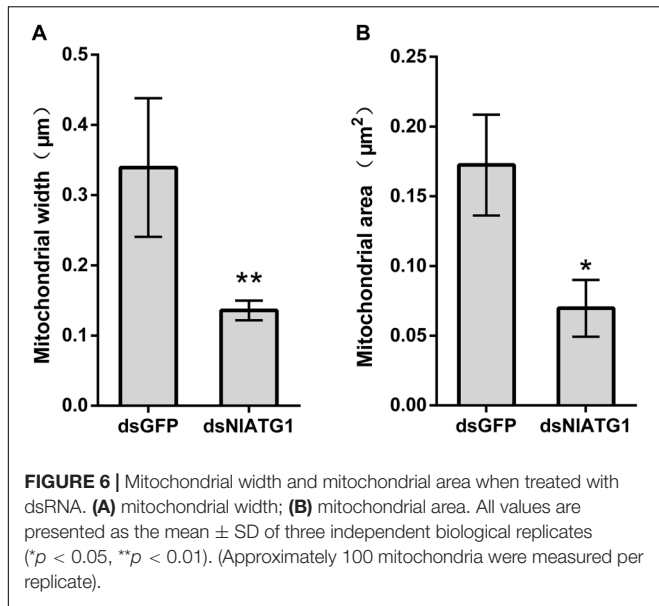 A
Mitochondrial width （μm）
0.5
0.4
0.3
0.2
0.1
0.0
**
dsGFP dsNlATG1
B
Mitochondrial area （μm²）
0.25
0.20
0.15
0.10
0.05
0.00
*
dsGFP dsNlATG1
FIGURE 6 | Mitochondrial width and mitochondrial area when treated with
dsRNA. (A) mitochondrial width; (B) mitochondrial area. All values are
presented as the mean ± SD of three independent biological replicates
(*p < 0.05, **p < 0.01). (Approximately 100 mitochondria were measured per
replicate).